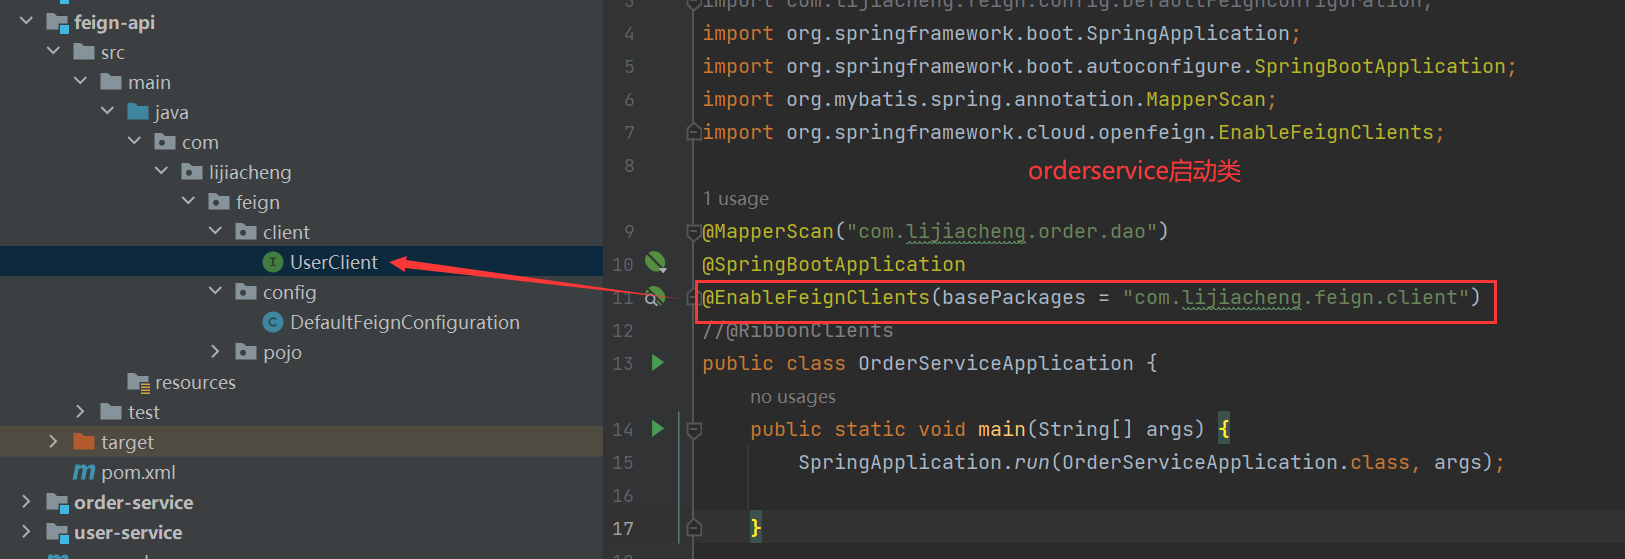 feign-api
src
main
java
com
lijiacheng
feign
client
UserClient
config
DefaultFeignConfiguration
pojo
resources
test
target
pom.xml
order-service
user-service
3 import com.lijiacheng.feign.config.DefaultFeignConfiguration;
4 import org.springframework.boot.SpringApplication;
5 import org.springframework.boot.autoconfigure.SpringBootApplication;
6 import org.mybatis.spring.annotation.MapperScan;
7 import org.springframework.cloud.openfeign.EnableFeignClients;
8
orderservice启动类
1 usage
9 @MapperScan("com.lijiacheng.order.dao")
10 @SpringBootApplication
11 @EnableFeignClients(basePackages = "com.lijiacheng.feign.client")
12 //@RibbonClients
13 public class OrderServiceApplication {
no usages
14 public static void main(String[] args) {
15 SpringApplication.run(OrderServiceApplication.class, args);
16
17 }